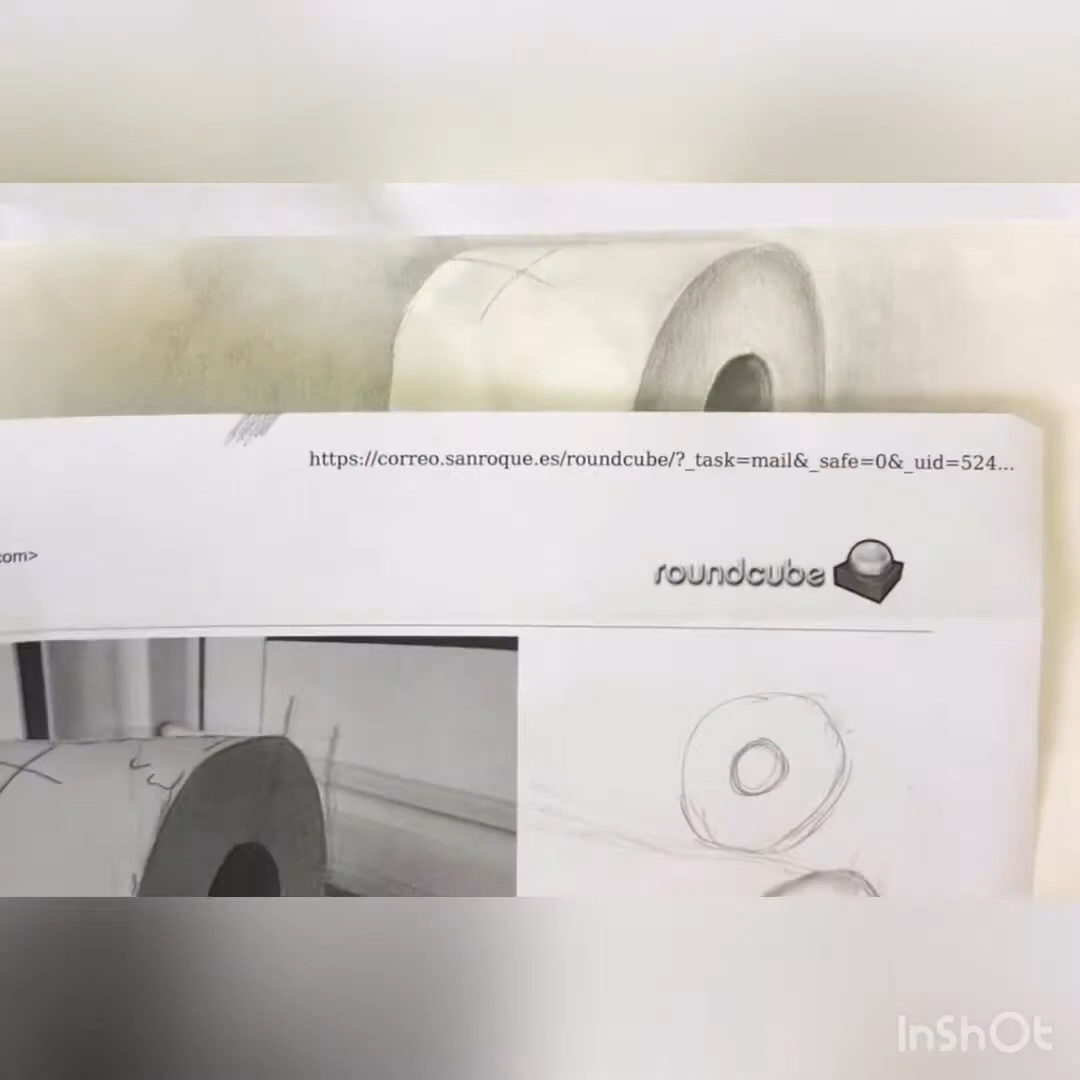 https://correo.sanroque.es/roundcube/?_task=mail&_safe=0&_uid=524...
com>
roundcube
InShOt